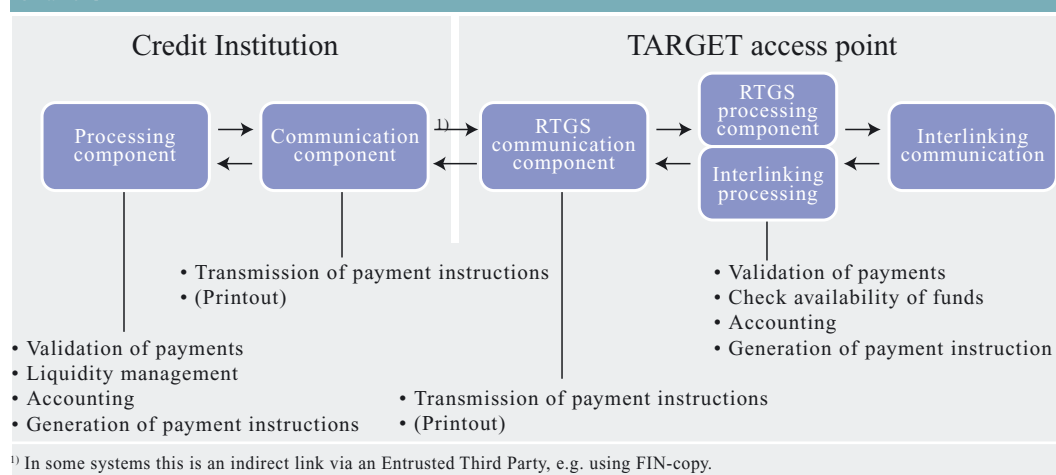 Credit Institution
TARGET access point
Processing
component
Communication
component
1)
RTGS
communication
component
RTGS
processing
component
Interlinking
processing
Interlinking
communication
• Transmission of payment instructions
• (Printout)
• Validation of payments
• Check availability of funds
• Accounting
• Generation of payment instruction
• Validation of payments
• Liquidity management
• Accounting
• Generation of payment instructions
• Transmission of payment instructions
• (Printout)
1) In some systems this is an indirect link via an Entrusted Third Party, e.g. using FIN-copy.